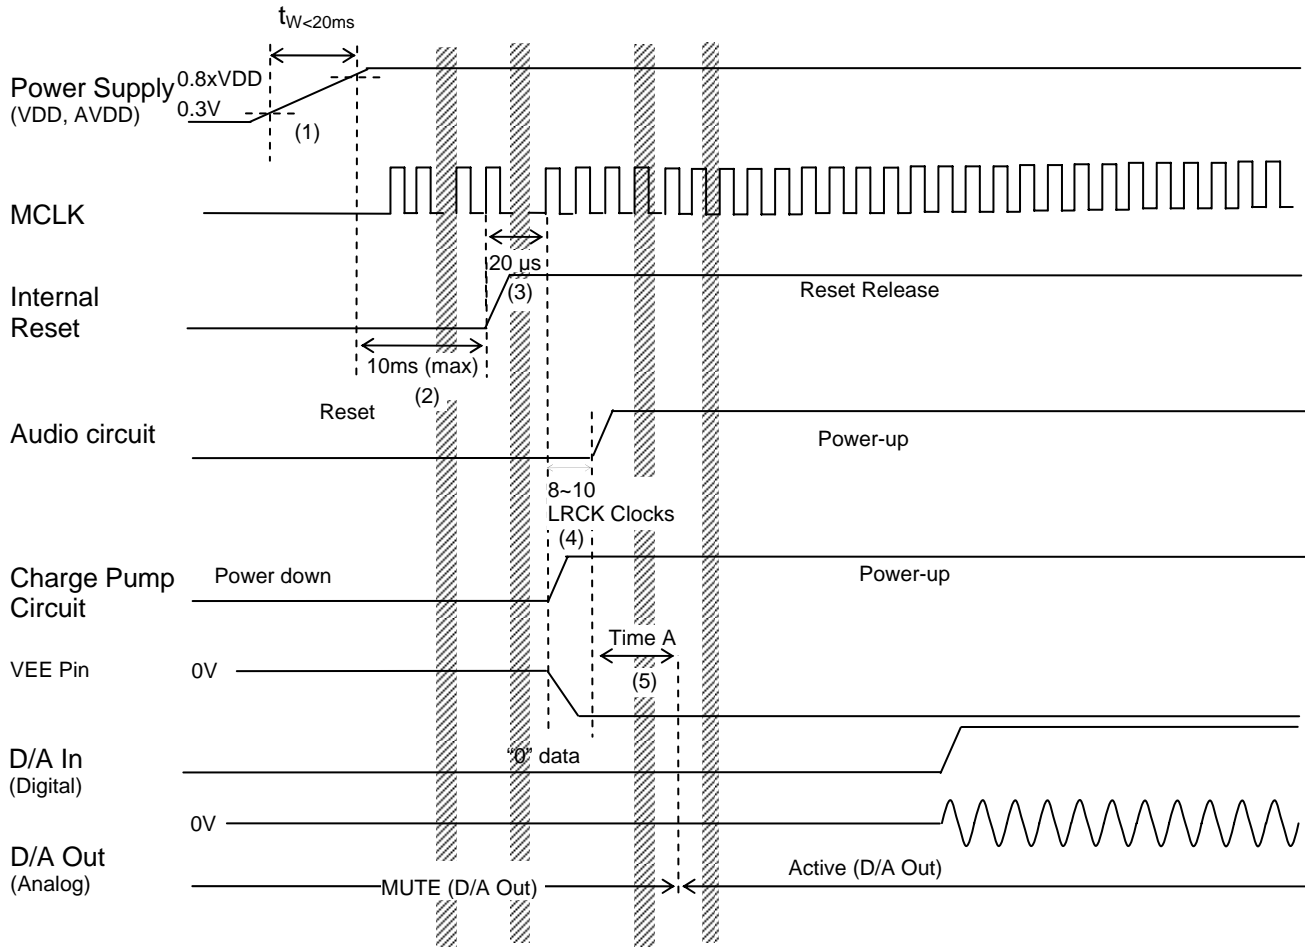 tW<20ms
Power Supply
(VDD, AVDD)
0.8xVDD
0.3V
(1)
MCLK
20 µs
(3)
Internal
Reset
Reset Release
10ms (max)
(2)
Reset
Audio circuit
Power-up
8~10
LRCK Clocks
(4)
Charge Pump
Circuit
Power down
Power-up
Time A
(5)
VEE Pin
0V
"0" data
D/A In
(Digital)
0V
D/A Out
(Analog)
MUTE (D/A Out)
Active (D/A Out)